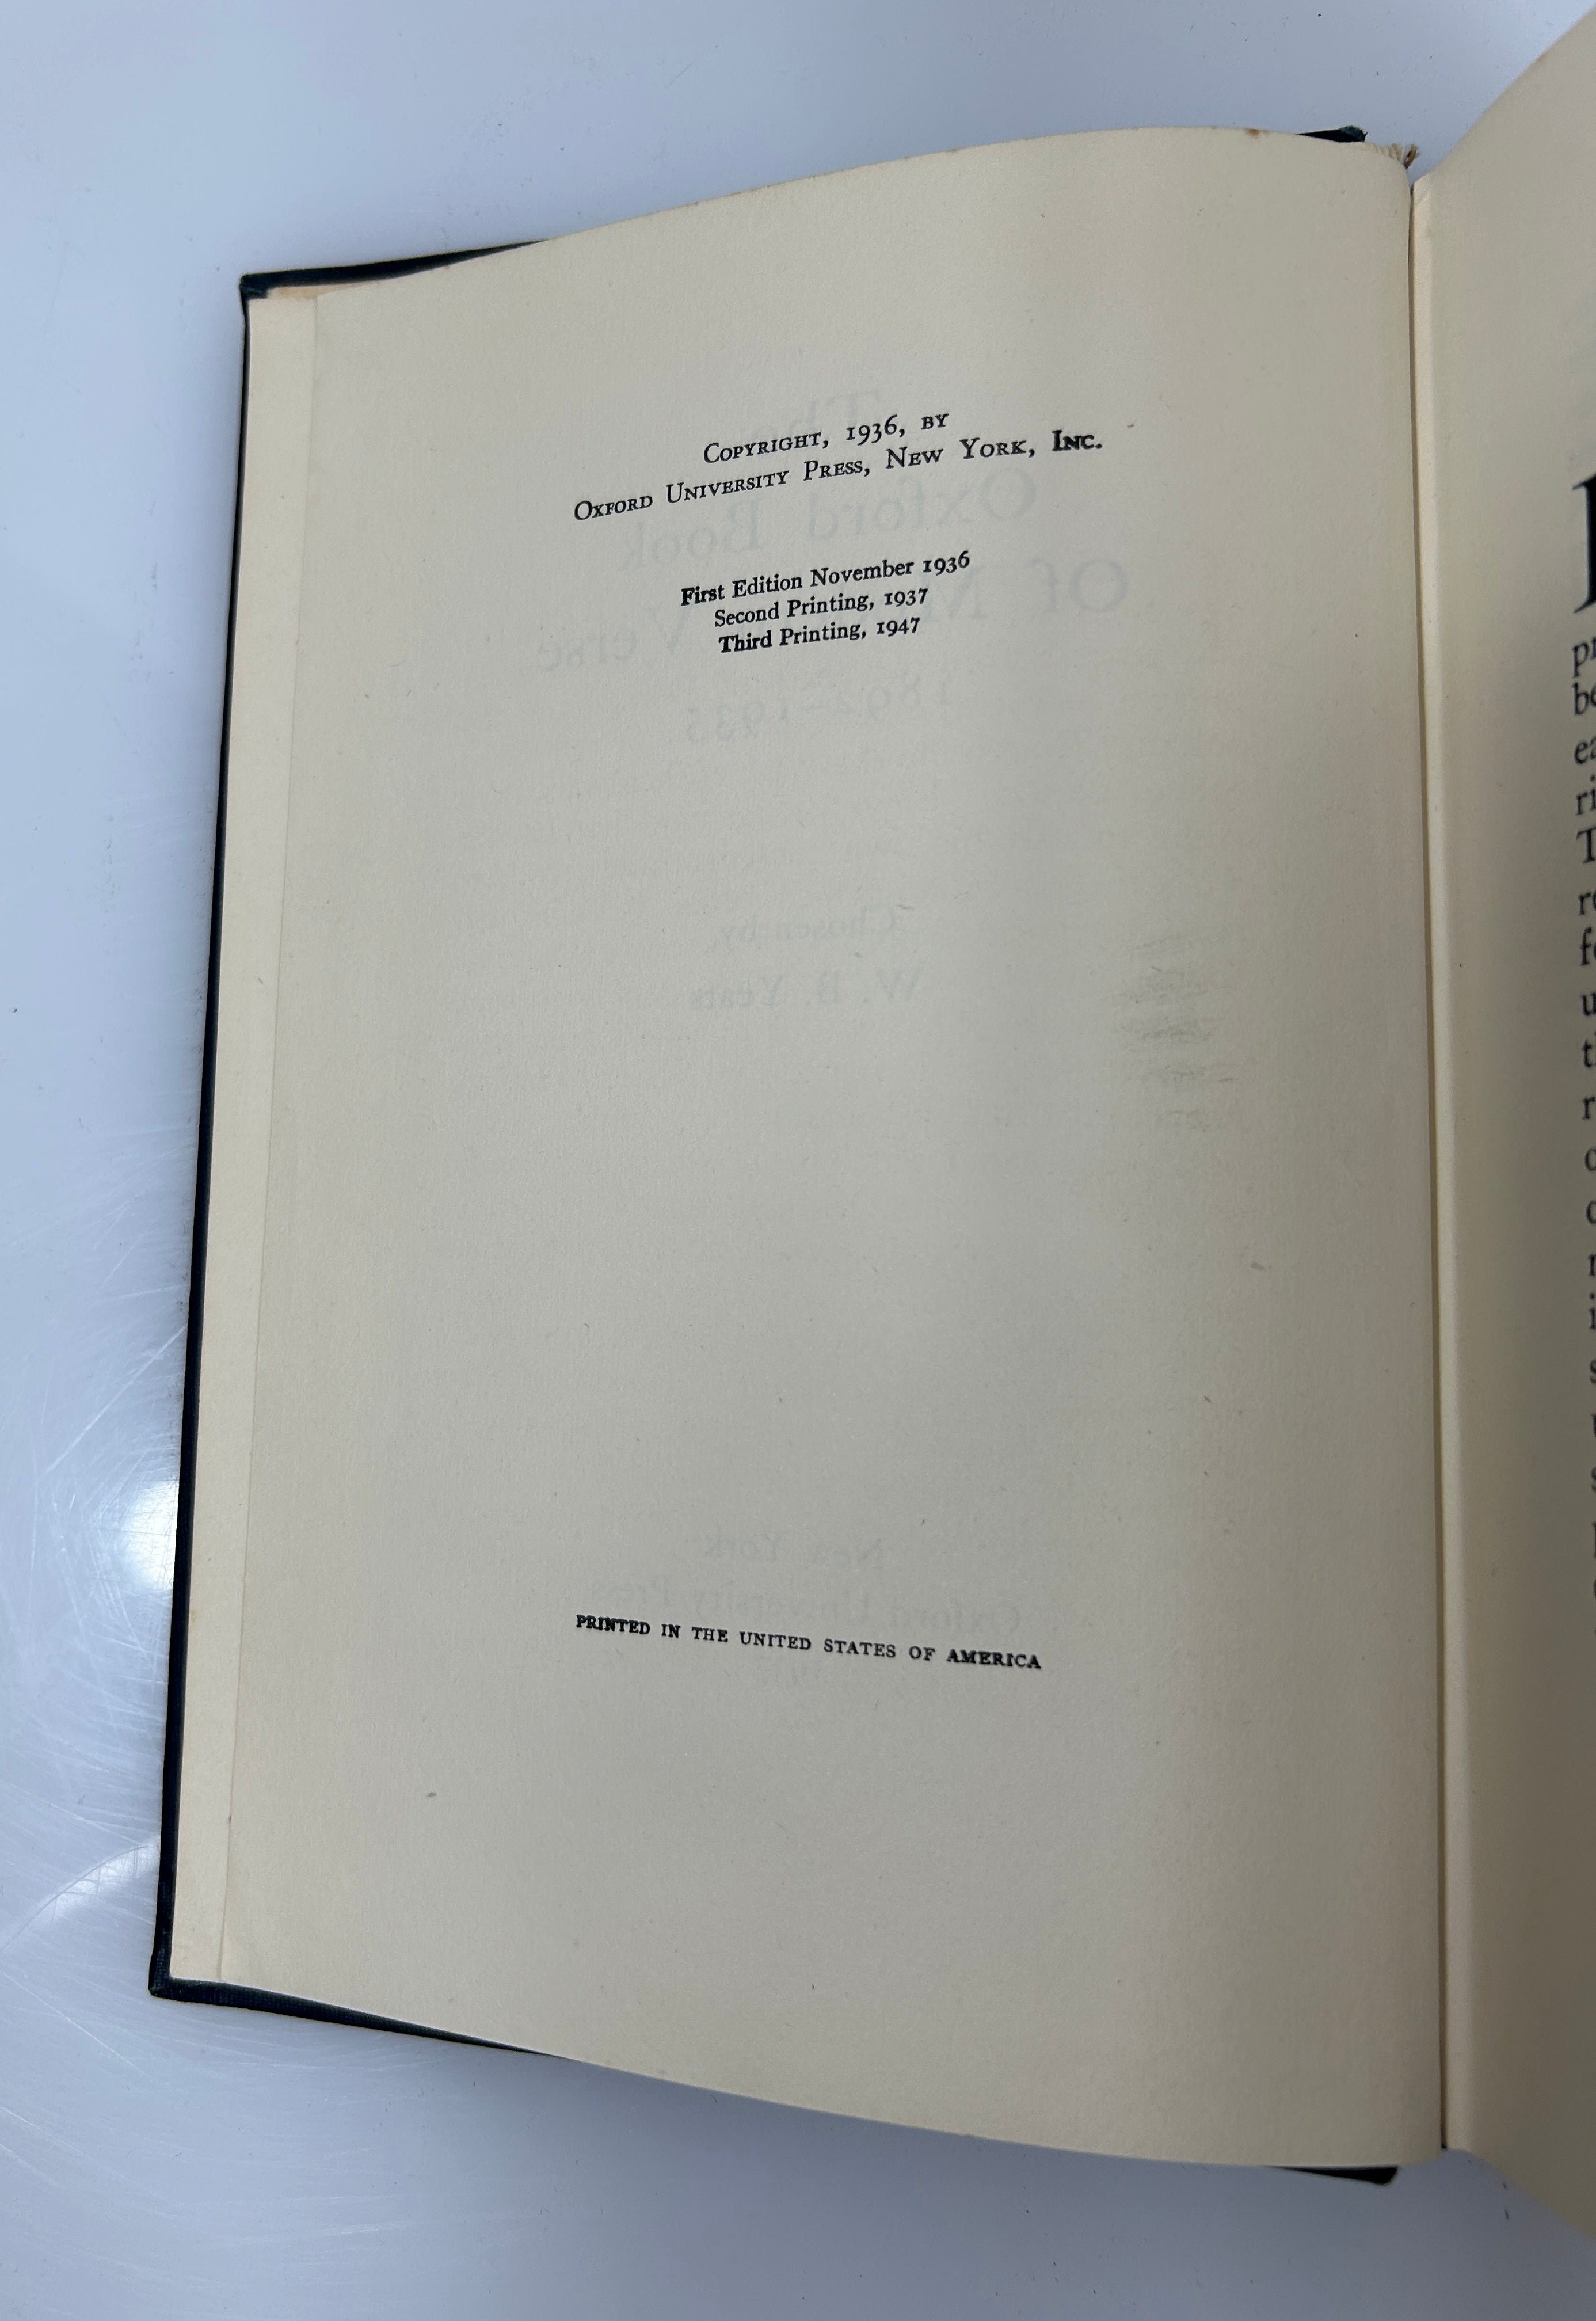 COPYRIGHT, 1936, BY
OXFORD UNIVERSITY PRESS, NEW YORK, INC.
First Edition November 1936
Second Printing, 1937
Third Printing, 1947
PRINTED IN THE UNITED STATES OF AMERICA